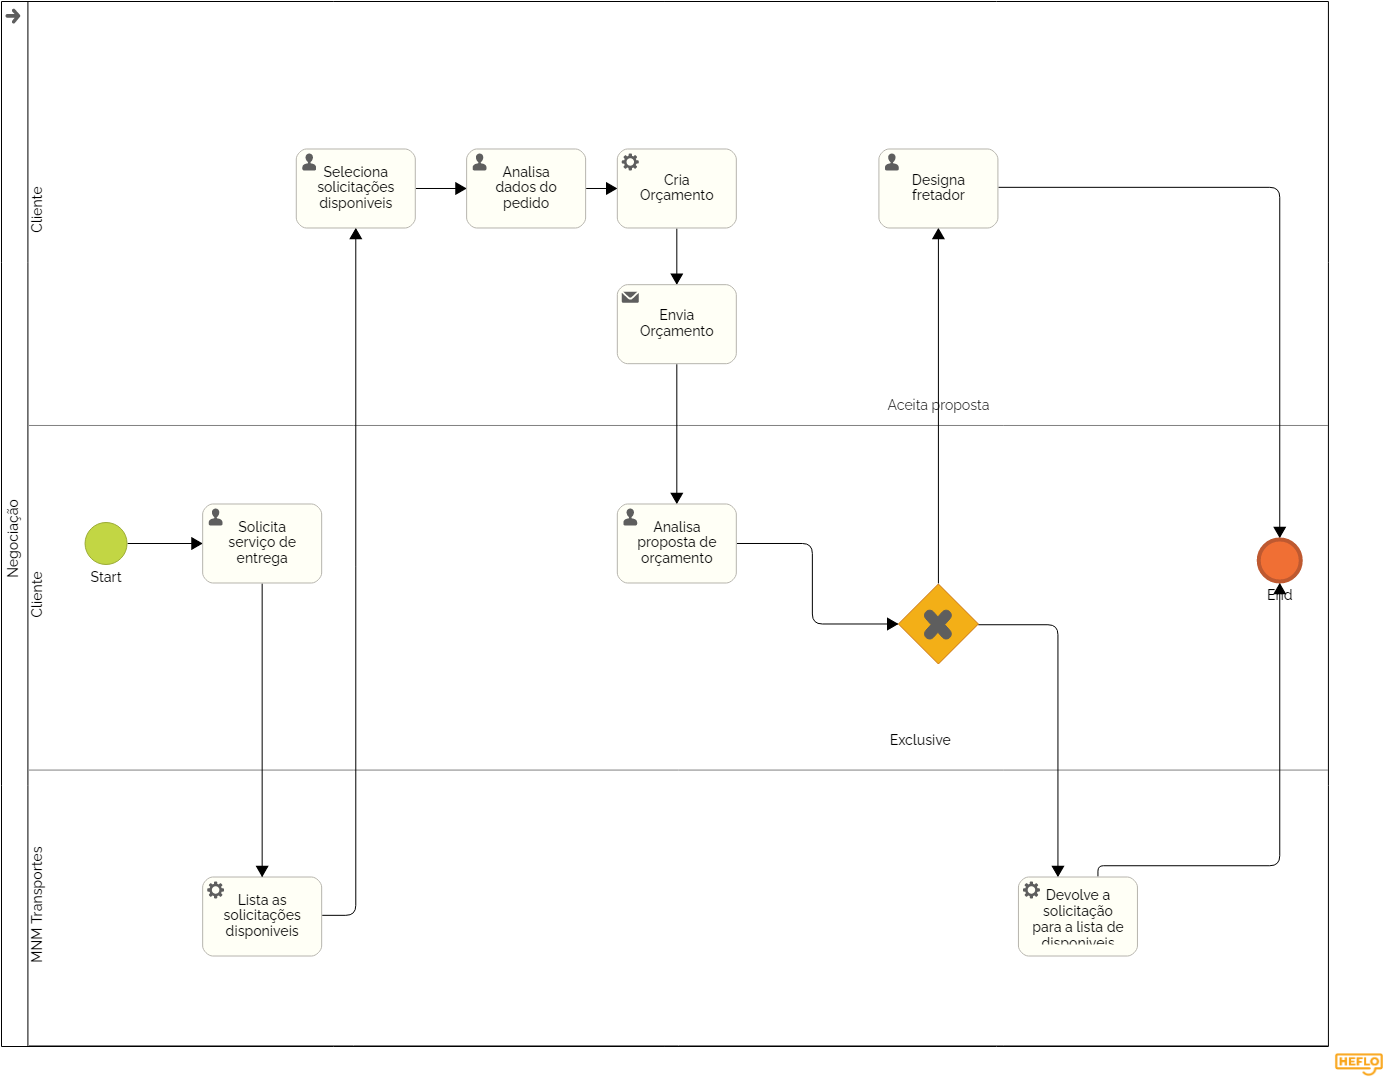 Negociação
Cliente
Seleciona
solicitações
disponiveis
Analisa
dados do
pedido
Cria
Orçamento
Designa
fretador
Envia
Orçamento
Aceita proposta
Cliente
Start
Solicita
serviço de
entrega
Analisa
proposta de
orçamento
End
Exclusive
MNM Transportes
Lista as
solicitações
disponiveis
Devolve a
solicitação
para a lista de
disponiveis
HEFLO